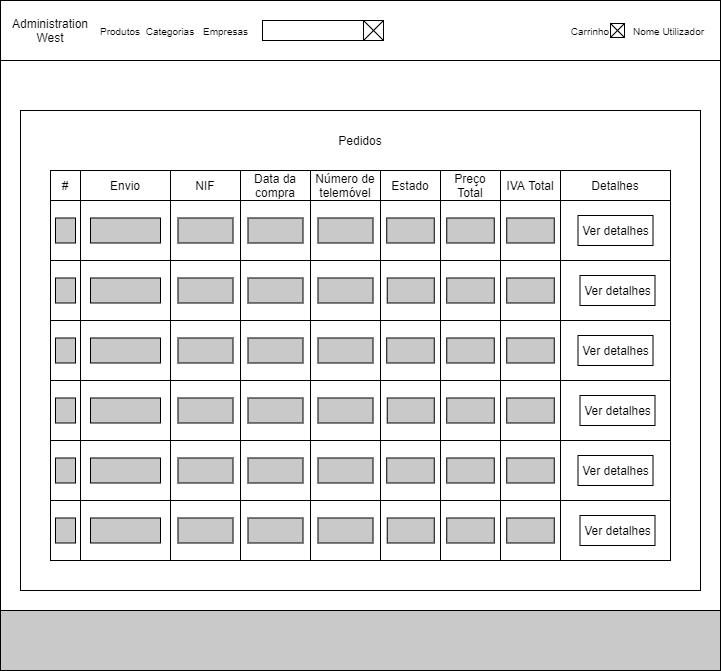 Administration
West
Produtos Categorias Empresas
Carrinho Nome Utilizador
Pedidos
# Envio NIF Data da compra Número de telemóvel Estado Preço Total IVA Total Detalhes
Ver detalhes
Ver detalhes
Ver detalhes
Ver detalhes
Ver detalhes
Ver detalhes